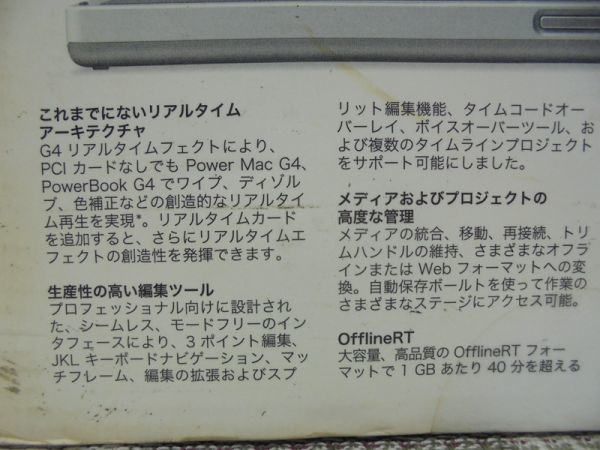 これまでにないリアルタイム
アーキテクチャ
G4 リアルタイムフェクトにより、
PCI カードなしでも Power Mac G4、
PowerBook G4 でワイプ、ディゾル
ブ、色補正などの創造的なリアルタイ
ム再生を実現*。リアルタイムカード
を追加すると、さらにリアルタイムエ
フェクトの創造性を発揮できます。
生産性の高い編集ツール
プロフェッショナル向けに設計され
た、シームレス、モードフリーのイン
タフェースにより、3 ポイント編集、
JKL キーボードナビゲーション、マッ
チフレーム、編集の拡張およびスプ
リット編集機能、タイムコードオー
バーレイ、ボイスオーバーツール、お
よび複数のタイムラインプロジェクト
をサポート可能にしました。
メディアおよびプロジェクトの
高度な管理
メディアの統合、移動、再接続、トリ
ムハンドルの維持、さまざまなオフラ
インまたは Web フォーマットへの変
換。自動保存ボールトを使って作業の
さまざまなステージにアクセス可能。
OfflineRT
大容量、高品質の OfflineRT フォー
マットで 1 GB あたり 40 分を超える